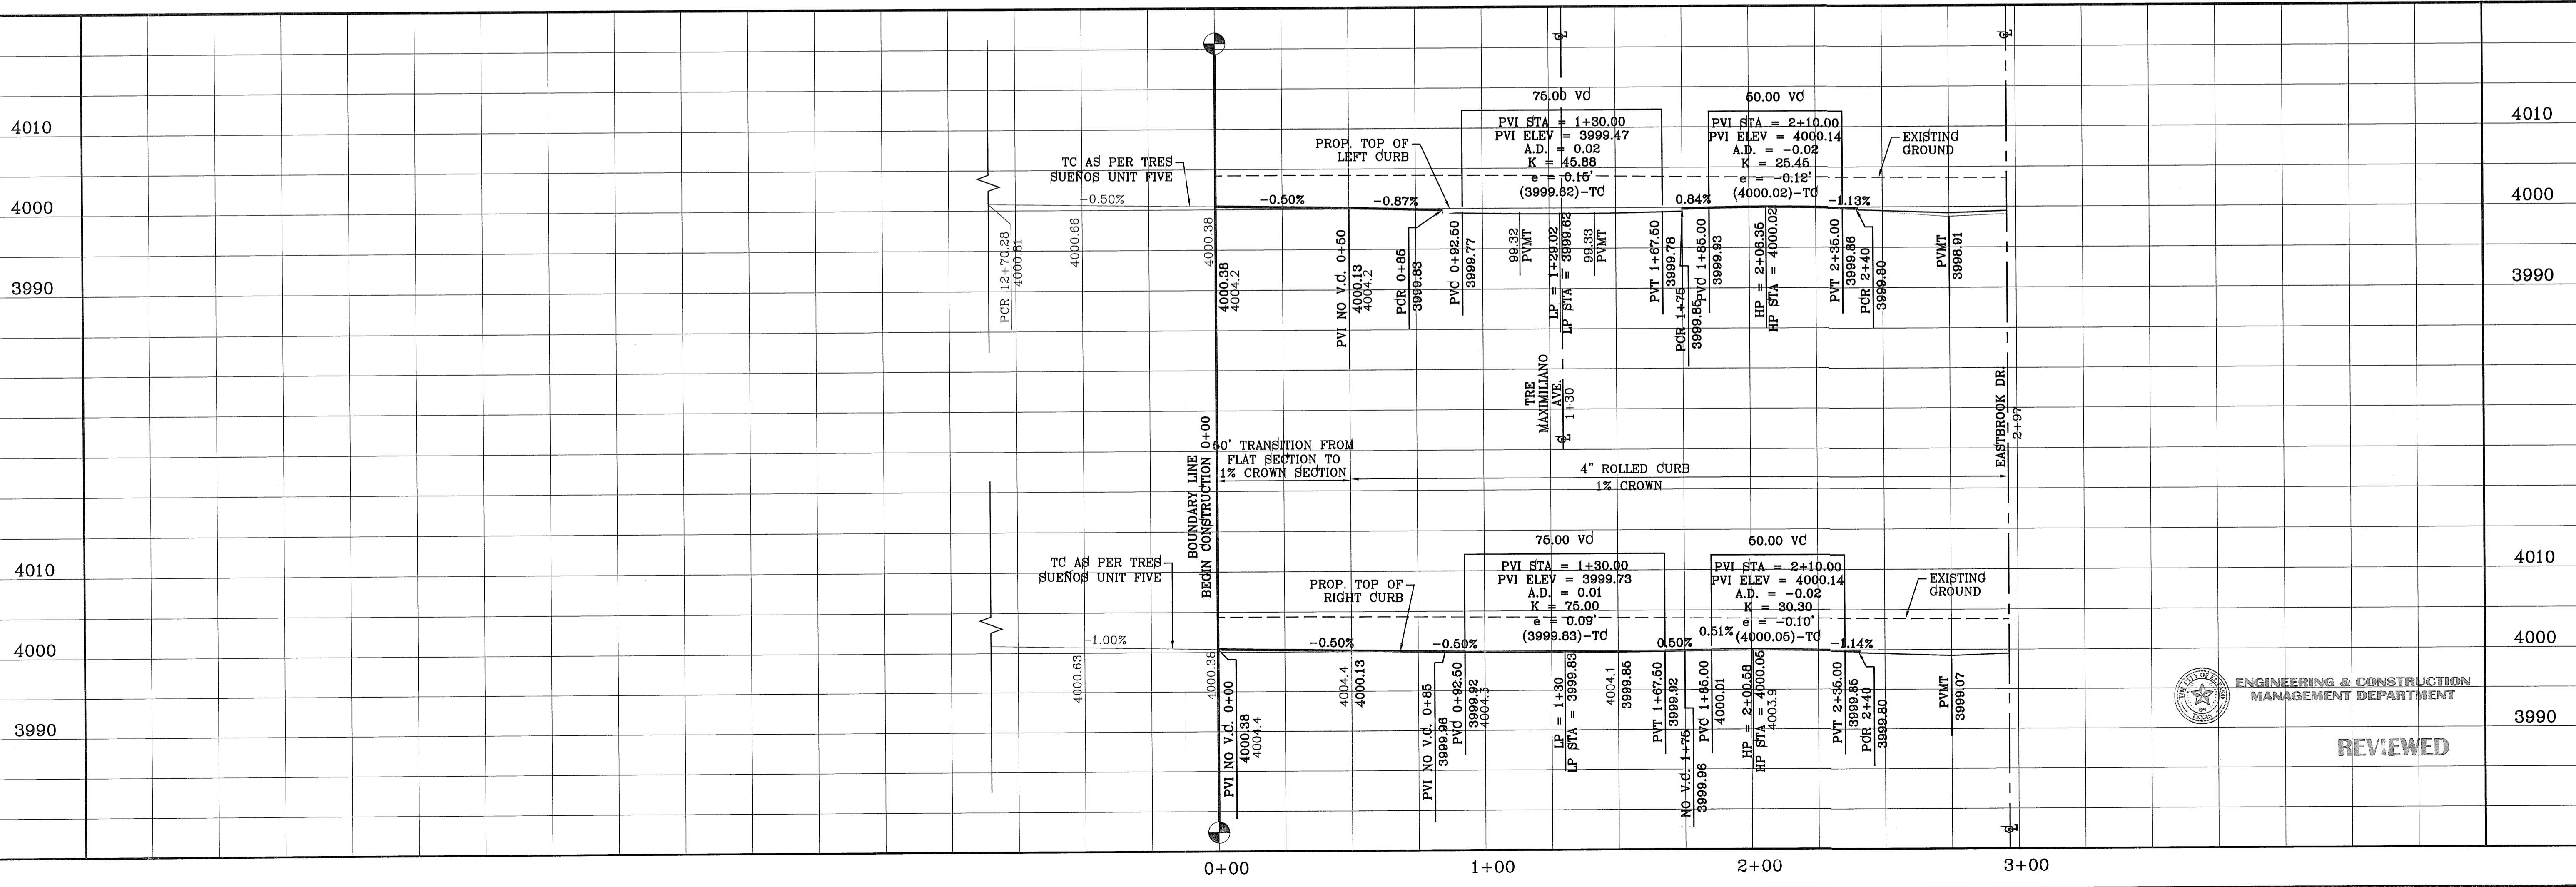 75.00 VC
50.00 VC
4010
4010
PVI STA = 1+30.00
PVI ELEV = 3999.47
A.D. = 0.02
K = 45.88
e = 0.15'
(3999.62)-TC
PVI STA = 2+10.00
PVI ELEV = 4000.14
A.D. = -0.02
K = 25.45
e = -0.12'
(4000.02)-TC
EXISTING
GROUND
PROP. TOP OF
LEFT CURB
TC AS PER TRES
SUEÑOS UNIT FIVE
4000
-0.50%
-0.50%
-0.87%
0.84%
-1.13%
4000
PCR 12+70.28
4000.81
4000.66
4000.38
4000.38
4004.2
PVI NO V.C. 0+50
4000.13
4004.2
PCR 0+85
3999.83
PVC 0+92.50
3999.77
99.32
PVMT
LP = 1+29.02
LP STA = 3999.62
99.33
PVMT
PVT 1+67.50
3999.78
PCR 1+75
3999.85
PVC 1+85.00
3999.93
HP = 2+06.35
HP STA = 4000.02
PVT 2+35.00
3999.86
PCR 2+40
3999.80
PVMT
3998.91
3990
3990
TRE
MAXIMILIANO
AVE.
1+30
EASTBROOK DR.
2+97
BOUNDARY LINE
BEGIN CONSTRUCTION 0+00
50' TRANSITION FROM
FLAT SECTION TO
1% CROWN SECTION
4" ROLLED CURB
1% CROWN
75.00 VC
50.00 VC
4010
4010
TC AS PER TRES
SUEÑOS UNIT FIVE
PROP. TOP OF
RIGHT CURB
PVI STA = 1+30.00
PVI ELEV = 3999.73
A.D. = 0.01
K = 75.00
e = 0.09'
(3999.83)-TC
PVI STA = 2+10.00
PVI ELEV = 4000.14
A.D. = -0.02
K = 30.30
e = -0.10'
(4000.05)-TC
EXISTING
GROUND
4000
-1.00%
-0.50%
-0.50%
0.50%
0.51%
-1.14%
4000
4000.63
4000.38
PVI NO V.C. 0+00
4000.38
4004.4
4004.4
4000.13
PVI NO V.C. 0+85
3999.96
PVC 0+92.50
3999.92
4004.3
LP = 1+30
LP STA = 3999.83
4004.1
3999.85
PVT 1+67.50
3999.92
NO V.C. 1+75
3999.96
PVC 1+85.00
4000.01
HP = 2+00.58
HP STA = 4000.05
4003.9
PVT 2+35.00
3999.85
PCR 2+40
3999.80
PVMT
3999.07
3990
3990
ENGINEERING & CONSTRUCTION
MANAGEMENT DEPARTMENT
REVIEWED
0+00
1+00
2+00
3+00